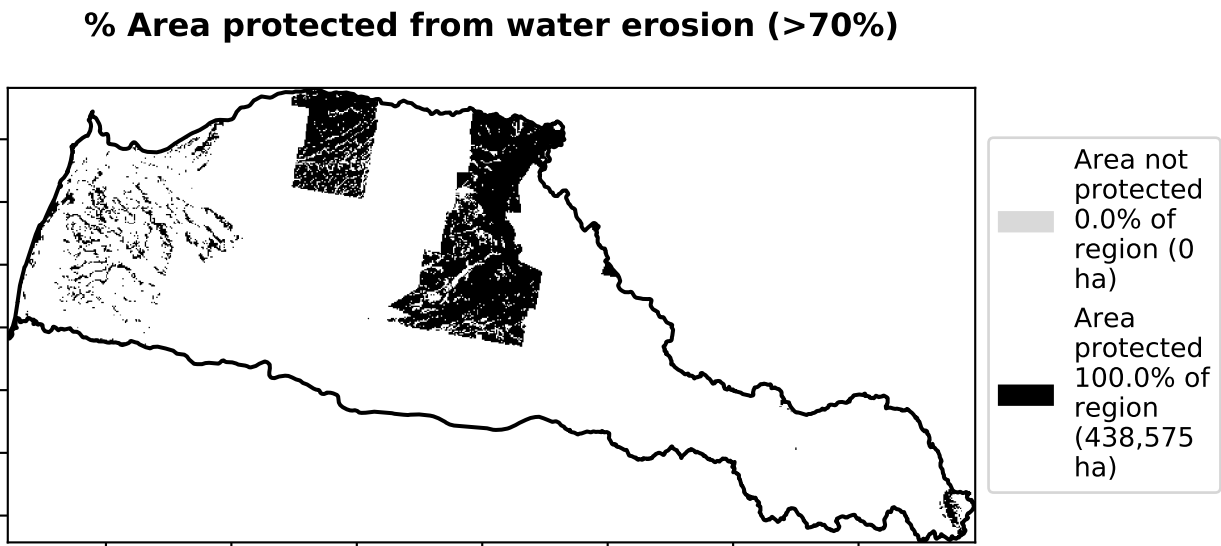 % Area protected from water erosion (>70%)
Area not
protected
0.0% of
region (0
ha)
Area
protected
100.0% of
region
(438,575
ha)